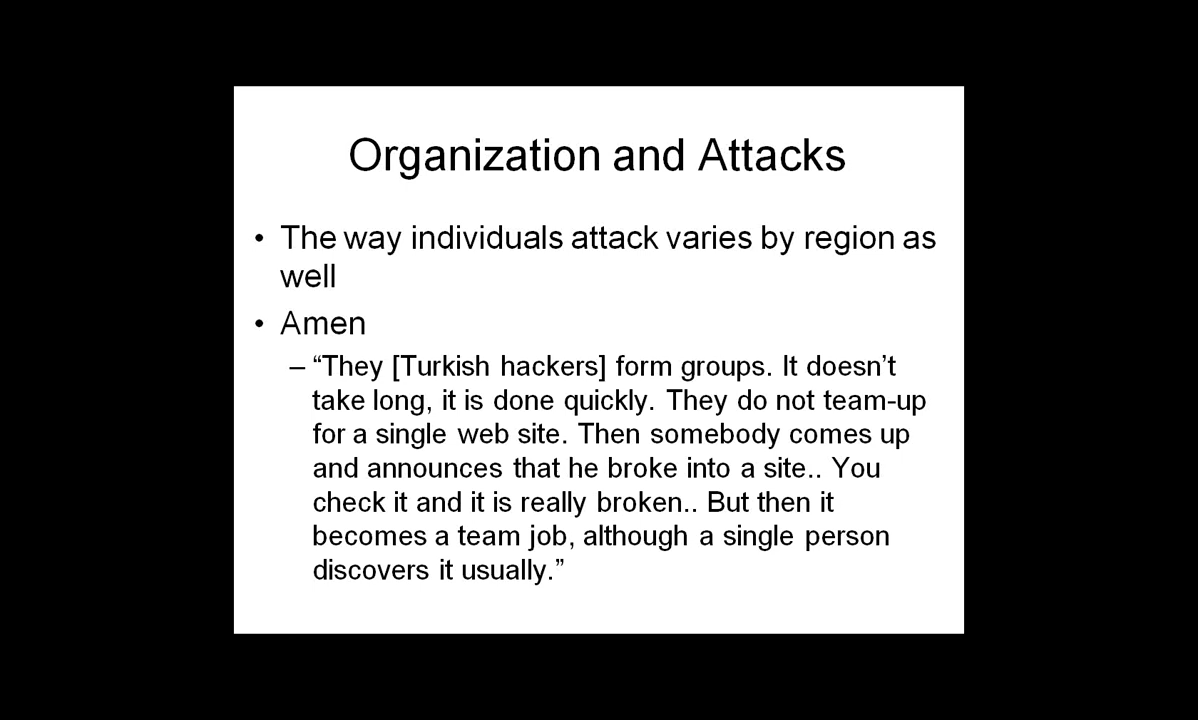 Organization and Attacks
• The way individuals attack varies by region as
well
• Amen
– “They [Turkish hackers] form groups. It doesn’t
take long, it is done quickly. They do not team-up
for a single web site. Then somebody comes up
and announces that he broke into a site.. You
check it and it is really broken.. But then it
becomes a team job, although a single person
discovers it usually.”